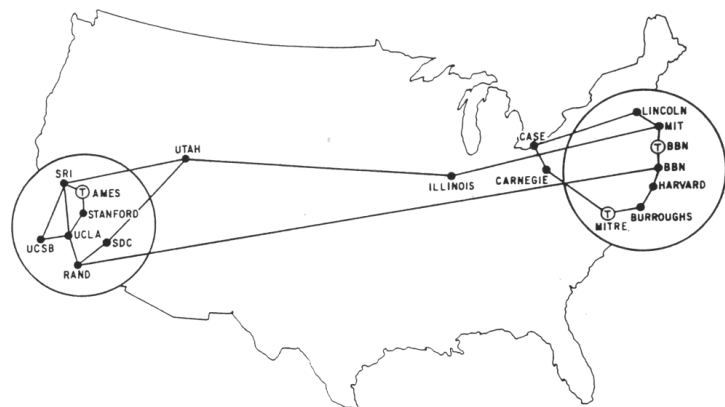 LINCOLN
MIT
CASE
T BBN
UTAH
BBN
SRI
ILLINOIS
CARNEGIE
T AMES
HARVARD
STANFORD
BURROUGHS
T
MITRE
UCLA
SDC
UCSB
RAND